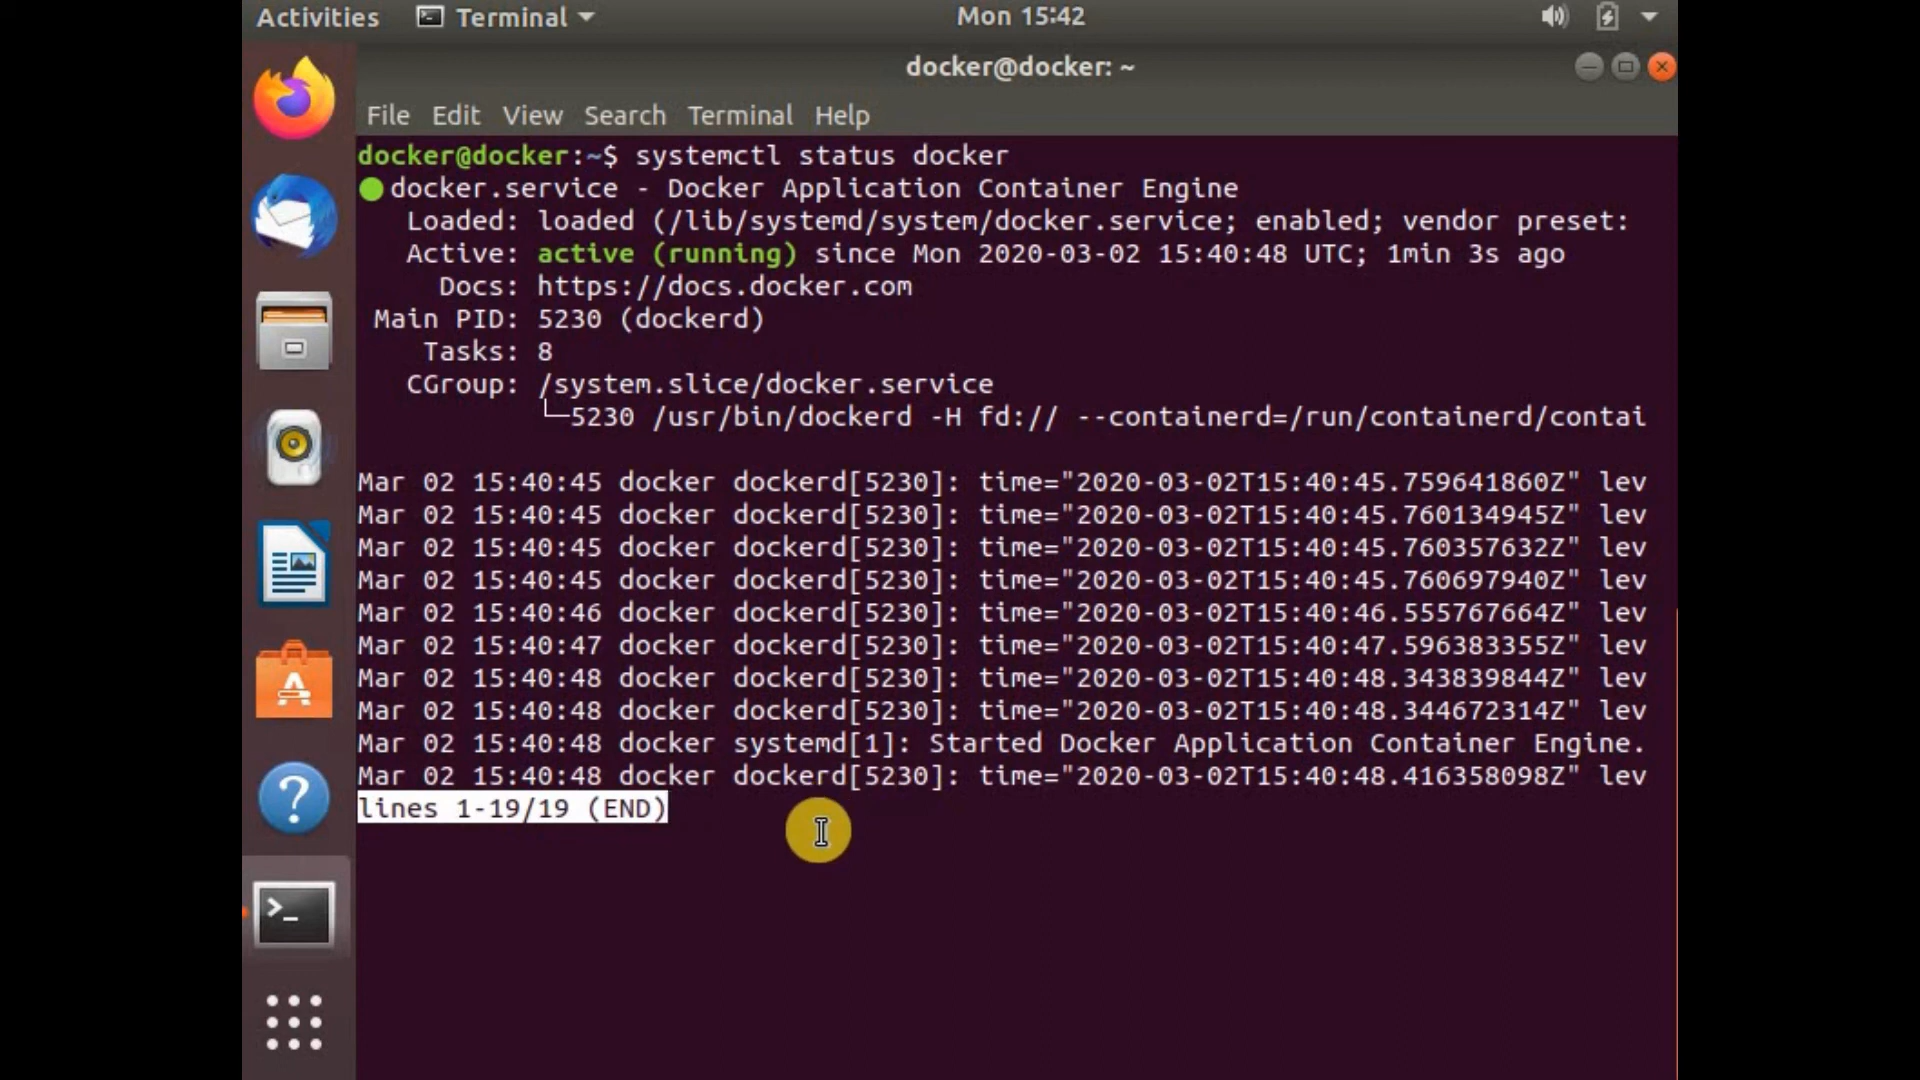 Activities Terminal Mon 15:42
docker@docker: ~
File Edit View Search Terminal Help
docker@docker:~$ systemctl status docker
● docker.service - Docker Application Container Engine
Loaded: loaded (/lib/systemd/system/docker.service; enabled; vendor preset:
Active: active (running) since Mon 2020-03-02 15:40:48 UTC; 1min 3s ago
Docs: https://docs.docker.com
Main PID: 5230 (dockerd)
Tasks: 8
CGroup: /system.slice/docker.service
└─5230 /usr/bin/dockerd -H fd:// --containerd=/run/containerd/contai
Mar 02 15:40:45 docker dockerd[5230]: time="2020-03-02T15:40:45.759641860Z" lev
Mar 02 15:40:45 docker dockerd[5230]: time="2020-03-02T15:40:45.760134945Z" lev
Mar 02 15:40:45 docker dockerd[5230]: time="2020-03-02T15:40:45.760357632Z" lev
Mar 02 15:40:45 docker dockerd[5230]: time="2020-03-02T15:40:45.760697940Z" lev
Mar 02 15:40:46 docker dockerd[5230]: time="2020-03-02T15:40:46.555767664Z" lev
Mar 02 15:40:47 docker dockerd[5230]: time="2020-03-02T15:40:47.596383355Z" lev
Mar 02 15:40:48 docker dockerd[5230]: time="2020-03-02T15:40:48.343839844Z" lev
Mar 02 15:40:48 docker dockerd[5230]: time="2020-03-02T15:40:48.344672314Z" lev
Mar 02 15:40:48 docker systemd[1]: Started Docker Application Container Engine.
Mar 02 15:40:48 docker dockerd[5230]: time="2020-03-02T15:40:48.416358098Z" lev
lines 1-19/19 (END)